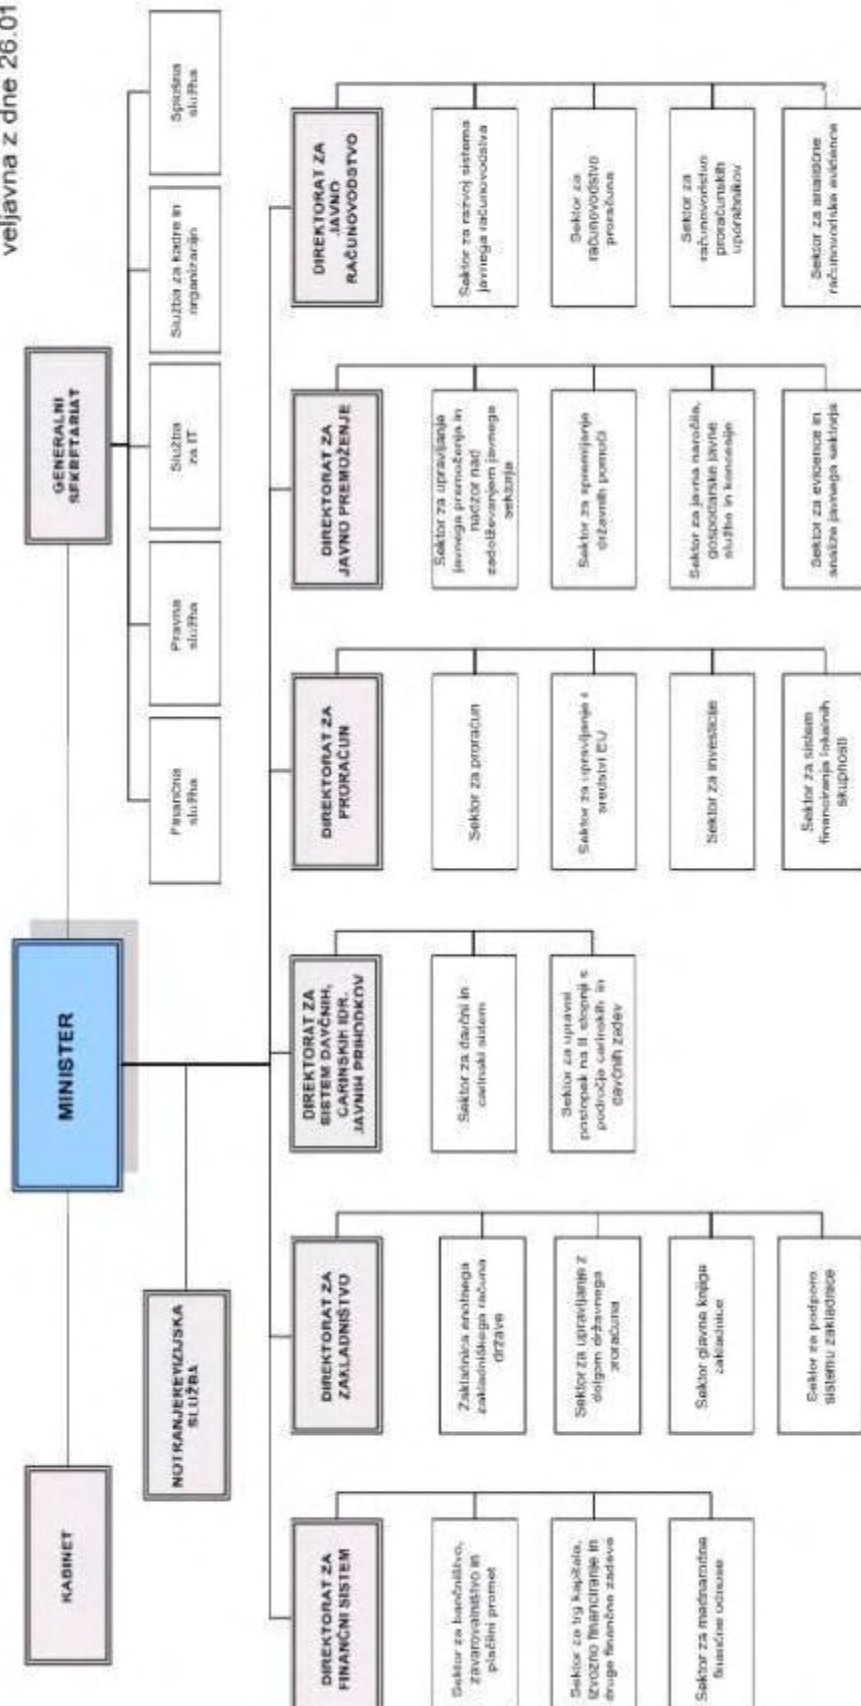 veljavna z dne 26.01
KABINET
MINISTER
GENERALNI
SEKRETARIAT
NOTRANJEREVIZIJSKA
SLUŽBA
Finančna
služba
Pravna
služba
Služba
za IT
Služba za kadre in
organizacijo
Splošna
služba
DIREKTORAT ZA
FINANČNI SISTEM
Sektor za bančništvo,
zavarovalništvo in
plačilni promet
Sektor za trg kapitala,
izvozno financiranje in
druge finančne zadeve
Sektor za mednarodne
finančne odnose
DIREKTORAT ZA
ZAKLADNIŠTVO
Zakladnica enotnega
zakladniškega računa
države
Sektor za upravljanje z
dolgom državnega
proračuna
Sektor glavne knjige
zakladnice
Sektor za podporo
sistemu zakladnice
DIREKTORAT ZA
SISTEM DAVČNIH,
CARINSKIH IDR.
JAVNIH PRIHODKOV
Sektor za davčni in
carinski sistem
Sektor za upravni
postopek na II. stopnji s
področja carinskih in
davčnih zadev
DIREKTORAT ZA
PRORAČUN
Sektor za proračun
Sektor za upravljanje s
sredstvi EU
Sektor za investicije
Sektor za sistem
financiranja lokalnih
skupnosti
DIREKTORAT ZA
JAVNO PREMOŽENJE
Sektor za upravljanje
javnega premoženja in
nadzor nad
zadolževanjem javnega
sektorja
Sektor za spremljanje
državnih pomoči
Sektor za javna naročila,
gospodarske javne
službe in koncesije
Sektor za evidence in
analize javnega sektorja
DIREKTORAT ZA
JAVNO
RAČUNOVODSTVO
Sektor za razvoj sistema
javnega računovodstva
Sektor za
računovodstvo
proračuna
Sektor za
računovodstvo
proračunskih
uporabnikov
Sektor za analitične
računovodske evidence